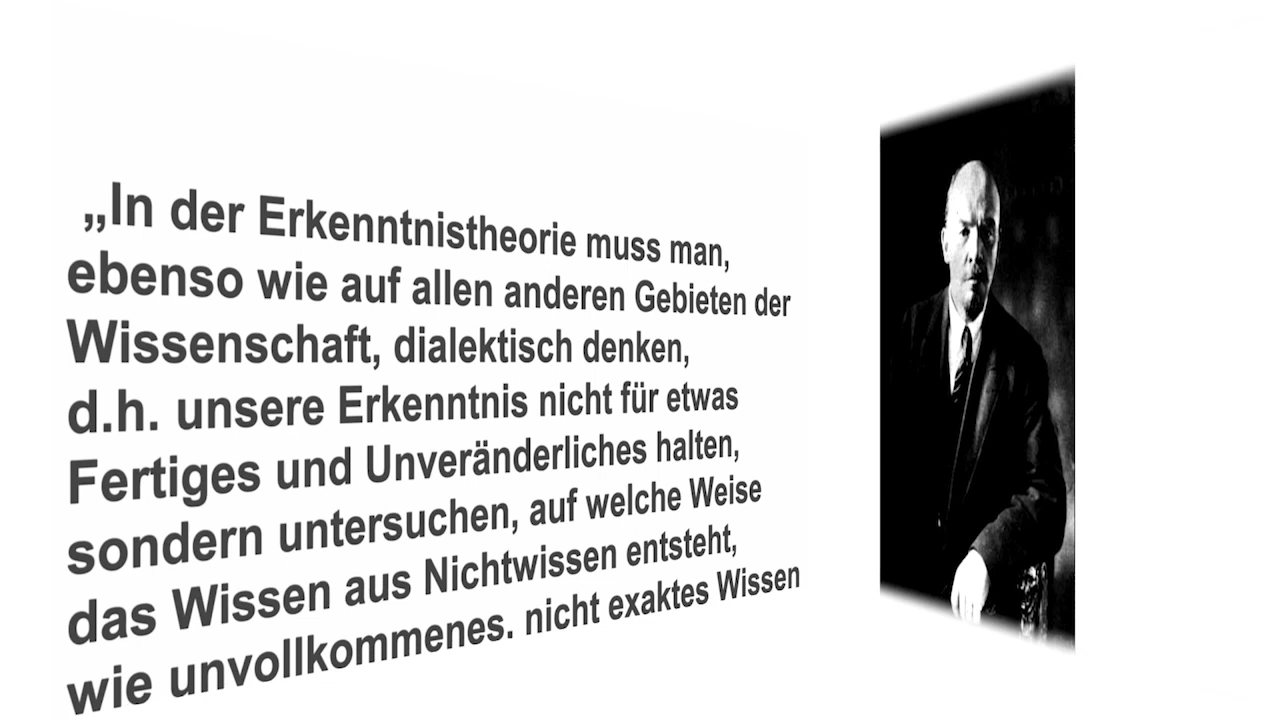 „In der Erkenntnistheorie muss man,
ebenso wie auf allen anderen Gebieten der
Wissenschaft, dialektisch denken,
d.h. unsere Erkenntnis nicht für etwas
Fertiges und Unveränderliches halten,
sondern untersuchen, auf welche Weise
das Wissen aus Nichtwissen entsteht,
wie unvollkommenes. nicht exaktes Wissen